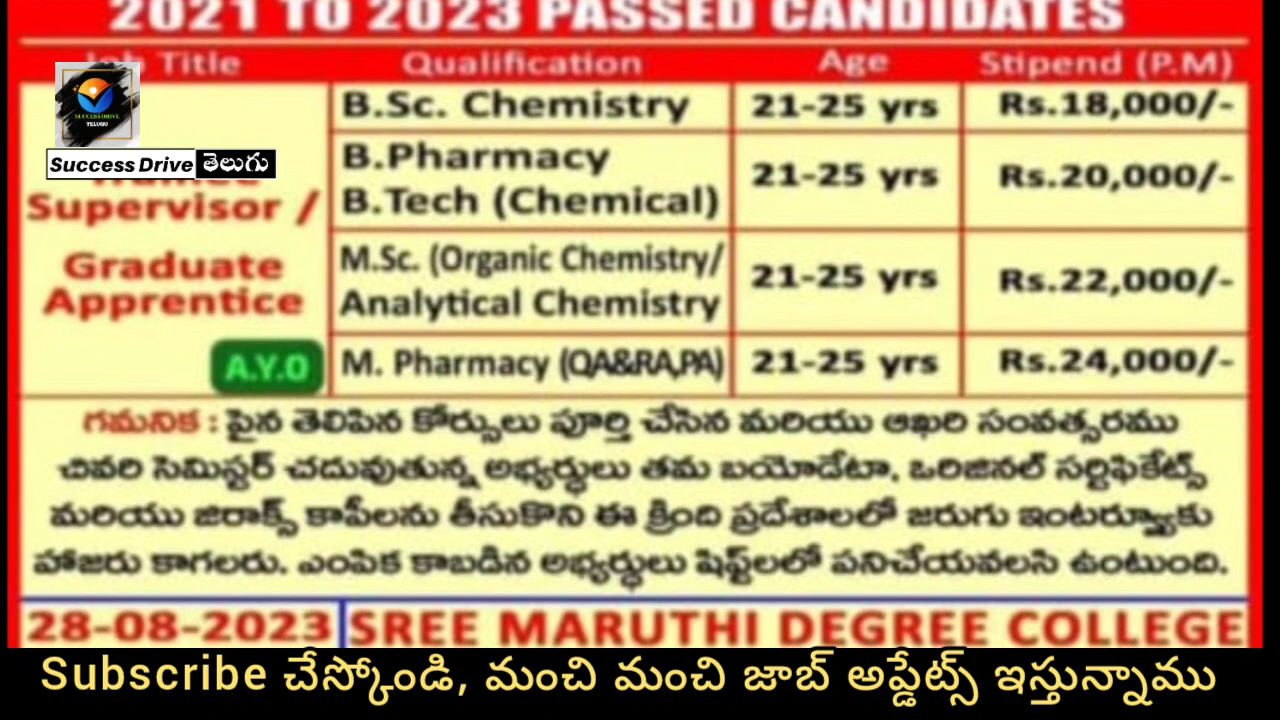 2021 TO 2023 PASSED CANDIDATES
Title Qualification Age Stipend (P.M)
SUCCESS DRIVE
TELUGU
Success Drive తెలుగు
Supervisor /
Graduate
Apprentice
A.Y.O
B.Sc. Chemistry 21-25 yrs Rs.18,000/-
B.Pharmacy
B.Tech (Chemical) 21-25 yrs Rs.20,000/-
M.Sc. (Organic Chemistry/
Analytical Chemistry 21-25 yrs Rs.22,000/-
M. Pharmacy (QA&RA,PA) 21-25 yrs Rs.24,000/-
గమనిక : పైన తెలిపిన కోర్సులు పూర్తి చేసిన మరియు ఆఖరి సంవత్సరము
చివరి సెమిస్టర్ చదువుతున్న అభ్యర్థులు తమ బయోడేటా, ఒరిజినల్ సర్టిఫికేట్స్
మరియు జిరాక్స్ కాపీలను తీసుకొని ఈ క్రింది ప్రదేశాలలో జరుగు ఇంటర్వ్యూకు
హాజరు కాగలరు. ఎంపిక కాబడిన అభ్యర్థులు షిఫ్ట్‌లలో పనిచేయవలసి ఉంటుంది.
28-08-2023 SREE MARUTHI DEGREE COLLEGE
Subscribe చేస్కోండి, మంచి మంచి జాబ్ అప్డేట్స్ ఇస్తున్నాము